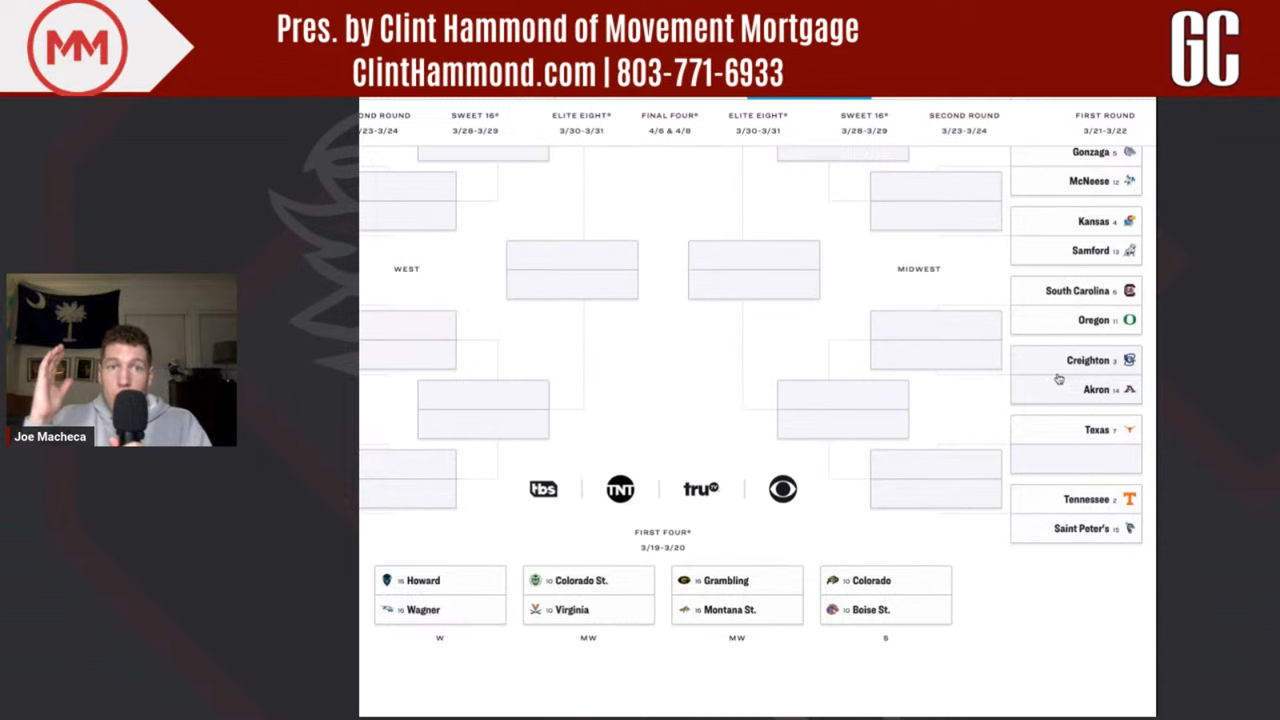 MM
Pres. by Clint Hammond of Movement Mortgage
ClintHammond.com | 803-771-6933
GC
OND ROUND
/23-3/24
SWEET 16®
3/28-3/29
ELITE EIGHT®
3/30-3/31
FINAL FOUR®
4/6 & 4/8
ELITE EIGHT®
3/30-3/31
SWEET 16®
3/28-3/29
SECOND ROUND
3/23-3/24
FIRST ROUND
3/21-3/22
Gonzaga 5
McNeese 12
Kansas 4
Samford 13
WEST
MIDWEST
South Carolina 6
Oregon 11
Creighton 3
Akron 14
Texas 7
Tennessee 2
Saint Peter's 15
Joe Macheca
tbs
TNT
truTV
FIRST FOUR®
3/19-3/20
16 Howard
16 Wagner
W
10 Colorado St.
10 Virginia
MW
16 Grambling
16 Montana St.
MW
10 Colorado
10 Boise St.
S